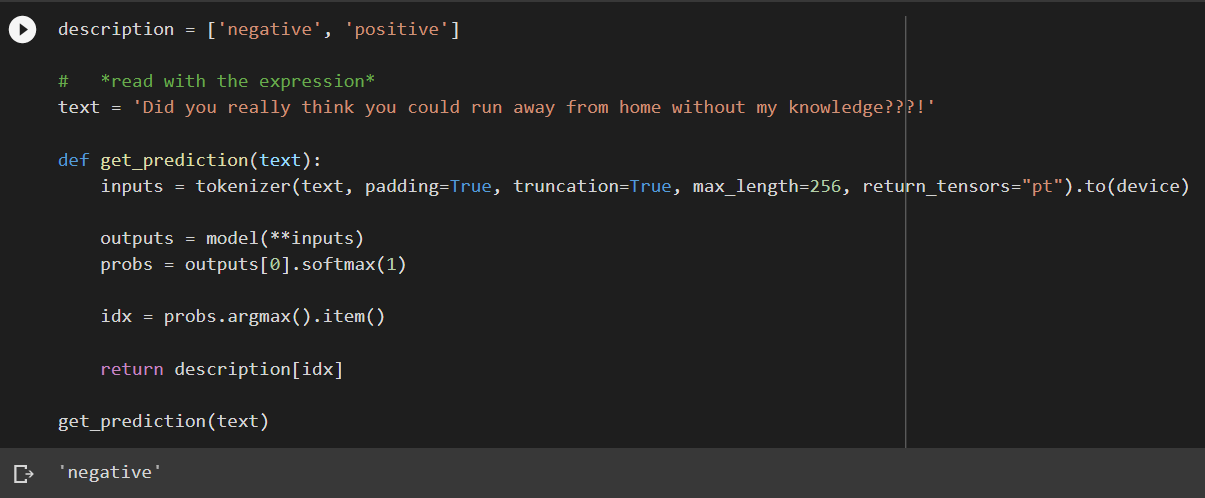 description = ['negative', 'positive']
#   *read with the expression*
text = 'Did you really think you could run away from home without my knowledge???!'
def get_prediction(text):
    inputs = tokenizer(text, padding=True, truncation=True, max_length=256, return_tensors="pt").to(device)
    outputs = model(**inputs)
    probs = outputs[0].softmax(1)
    idx = probs.argmax().item()
    return description[idx]
get_prediction(text)
'negative'